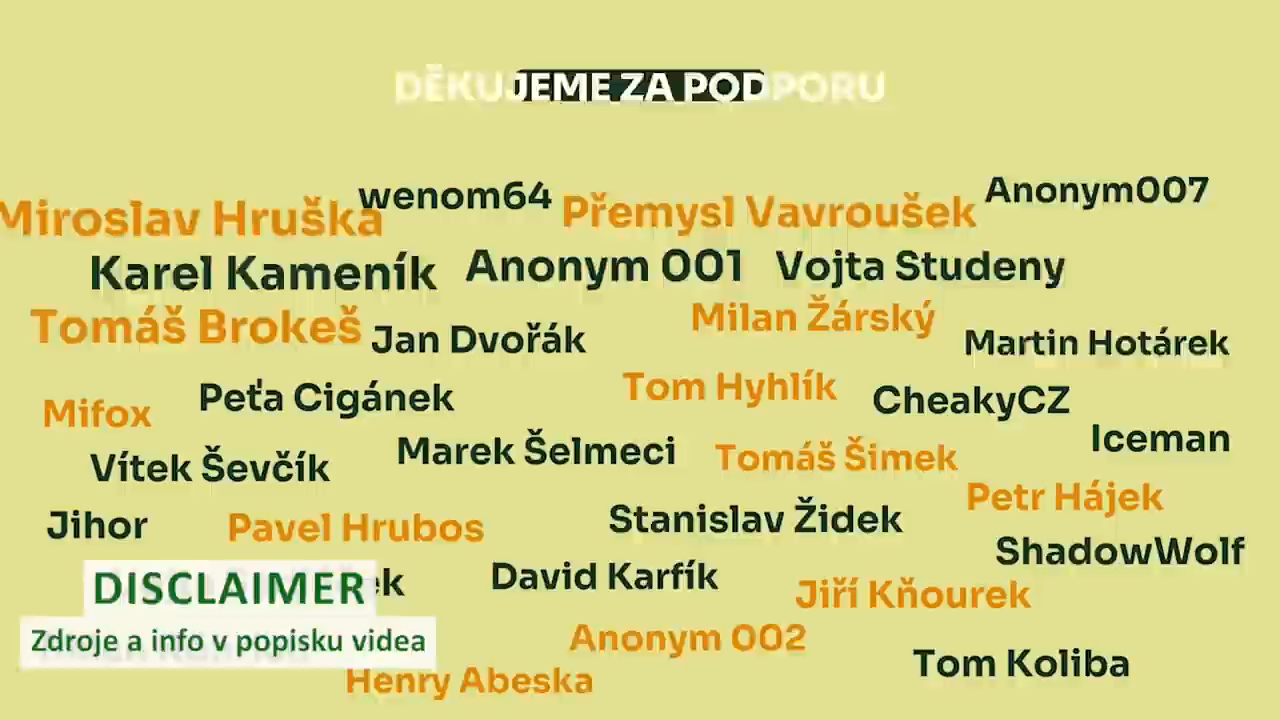 DĚKUJEME ZA PODPORU
wenom64
Anonym007
Miroslav Hruška
Přemysl Vavroušek
Karel Kameník
Anonym 001
Vojta Studeny
Tomáš Brokeš
Jan Dvořák
Milan Žárský
Martin Hotárek
Mifox
Peťa Cigánek
Tom Hyhlík
CheakyCZ
Iceman
Vítek Ševčík
Marek Šelmeci
Tomáš Šimek
Petr Hájek
Jihor
Pavel Hrubos
Stanislav Židek
ShadowWolf
David Karfík
Jiří Kňourek
DISCLAIMER
Zdroje a info v popisku videa
Anonym 002
Tom Koliba
Henry Abeska